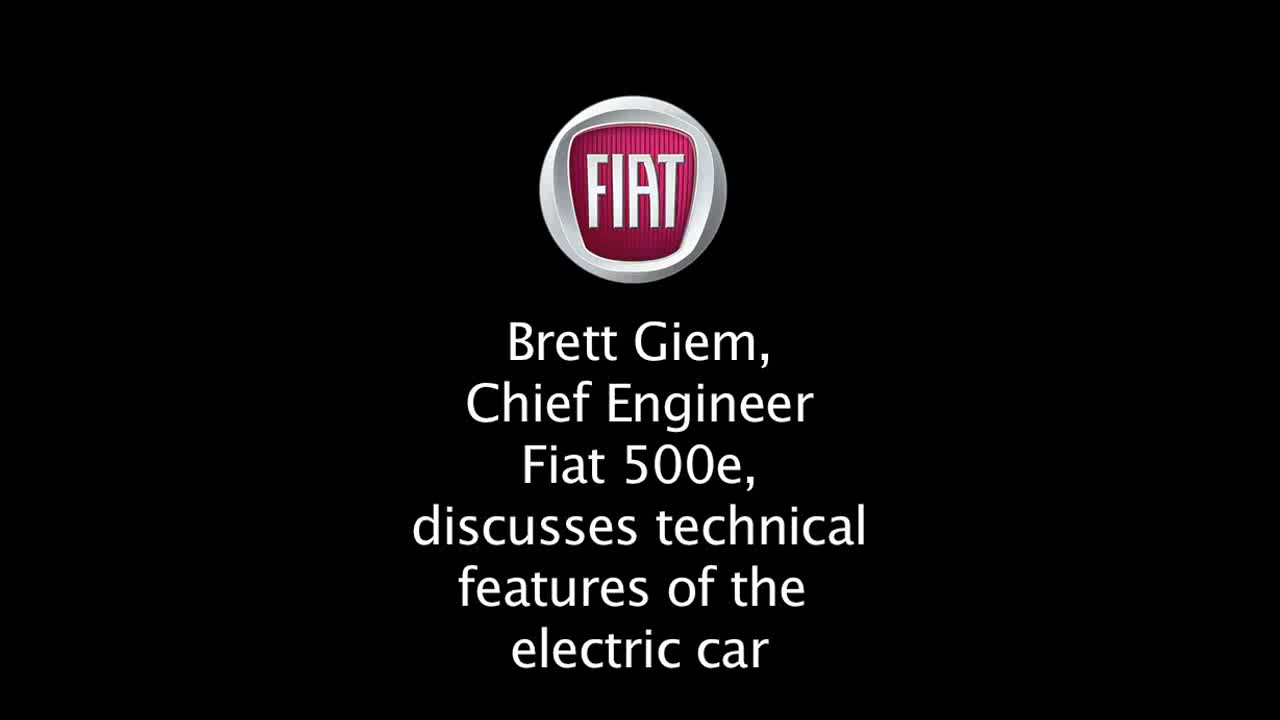 FIAT
Brett Giem,
Chief Engineer
Fiat 500e,
discusses technical
features of the
electric car